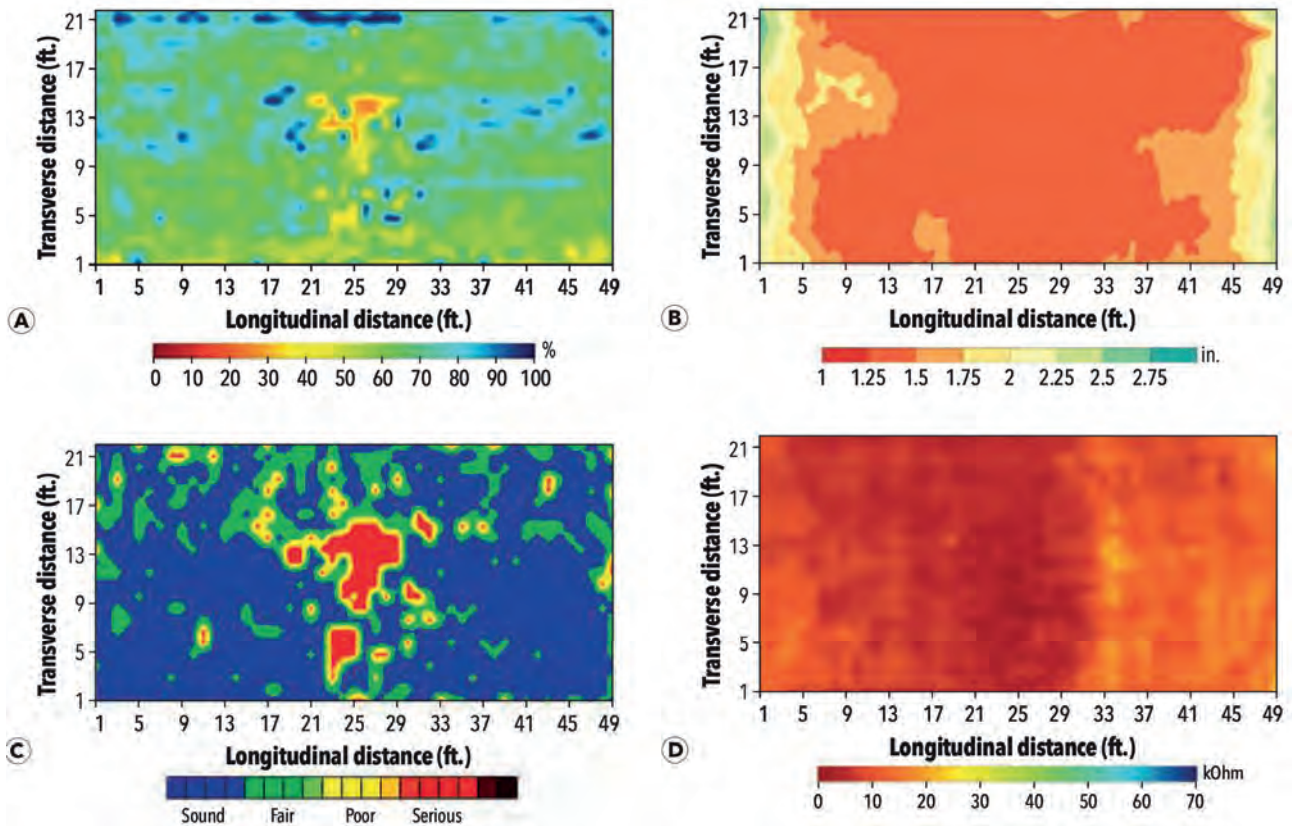 Transverse distance (ft.)
21
17
13
9
5
1
1 5 9 13 17 21 25 29 33 37 41 45 49
Longitudinal distance (ft.)
A
%
0 10 20 30 40 50 60 70 80 90 100
Transverse distance (ft.)
21
17
13
9
5
1
1 5 9 13 17 21 25 29 33 37 41 45 49
Longitudinal distance (ft.)
B
in.
1 1.25 1.5 1.75 2 2.25 2.5 2.75
Transverse distance (ft.)
21
17
13
9
5
1
1 5 9 13 17 21 25 29 33 37 41 45 49
Longitudinal distance (ft.)
C
Sound Fair Poor Serious
Transverse distance (ft.)
21
17
13
9
5
1
1 5 9 13 17 21 25 29 33 37 41 45 49
Longitudinal distance (ft.)
D
kOhm
0 10 20 30 40 50 60 70